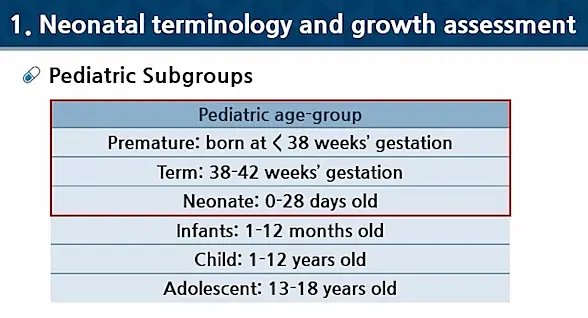 1. Neonatal terminology and growth assessment
Pediatric Subgroups
Pediatric age-group
Premature: born at < 38 weeks’ gestation
Term: 38-42 weeks’ gestation
Neonate: 0-28 days old
Infants: 1-12 months old
Child: 1-12 years old
Adolescent: 13-18 years old